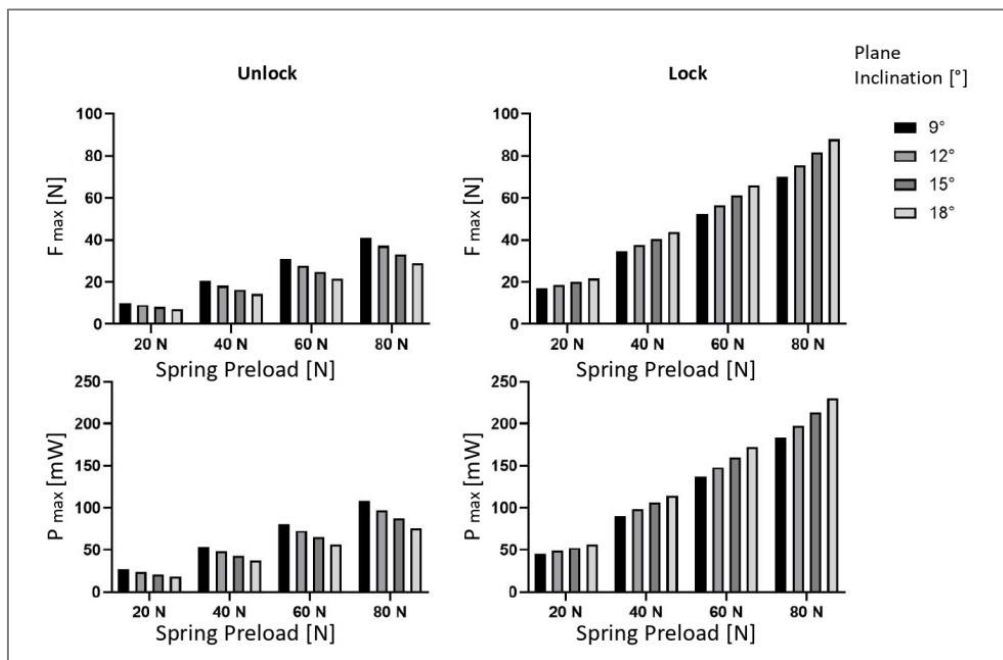 Plane
Inclination [°]
Unlock
Lock
9°
12°
15°
18°
F max [N]
100
80
60
40
20
0
20 N 40 N 60 N 80 N
Spring Preload [N]
F max [N]
100
80
60
40
20
0
20 N 40 N 60 N 80 N
Spring Preload [N]
P max [mW]
250
200
150
100
50
0
20 N 40 N 60 N 80 N
Spring Preload [N]
P max [mW]
250
200
150
100
50
0
20 N 40 N 60 N 80 N
Spring Preload [N]